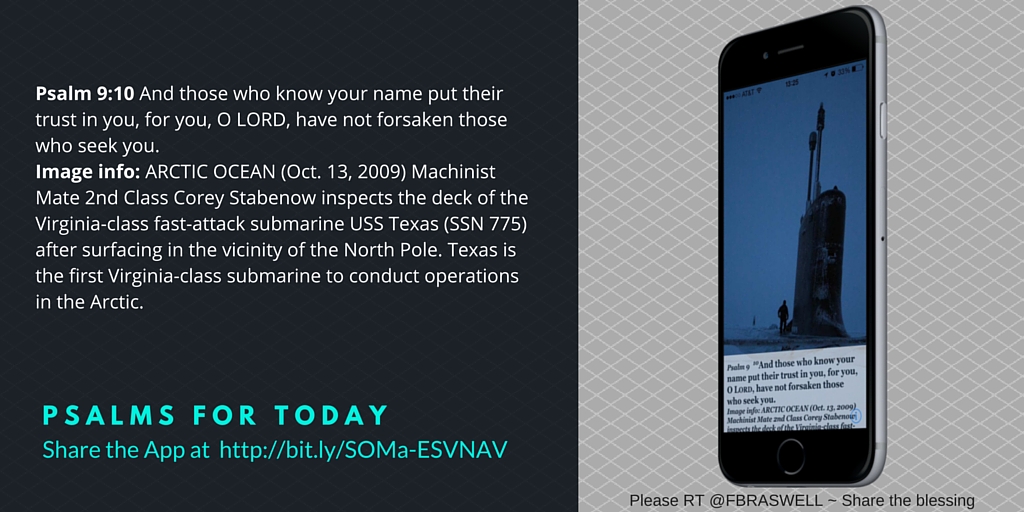 Psalm 9:10 And those who know your name put their
trust in you, for you, O LORD, have not forsaken those
who seek you.
Image info: ARCTIC OCEAN (Oct. 13, 2009) Machinist
Mate 2nd Class Corey Stabenow inspects the deck of the
Virginia-class fast-attack submarine USS Texas (SSN 775)
after surfacing in the vicinity of the North Pole. Texas is
the first Virginia-class submarine to conduct operations
in the Arctic.
PSALMS FOR TODAY
Share the App at http://bit.ly/SOMa-ESVNAV
AT&T
33%
Psalm 9 10And those who know your
name put their trust in you, for you,
O LORD, have not forsaken those
who seek you.
Image info: ARCTIC OCEAN (Oct. 13, 2009)
Machinist Mate 2nd Class Corey Stabenow
inspects the deck of the Virginia-class fast-
Please RT @FBRASWELL ~ Share the blessing